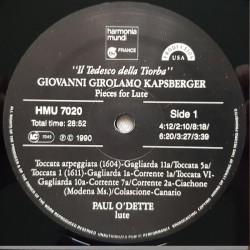 harmonia
mundi
FRANCE
USA
"Il Tedesco della Tiorba"
GIOVANNI GIROLAMO KAPSBERGER
Pieces for Lute
HMU 7020
Side 1
Total time: 28:52
4:12/2:10/8:18/
6:20/3:27/3:39
℗ © 1990
Toccata arpeggiata (1604)-Gagliarda 11a/Toccata 5a/
Toccata 1 (1611)-Gagliarda 1a-Corrente 1a/Toccata VI-
Gagliarda 10a-Corrente 7a/Corrente 2a-Ciachone
(Modena Ms.)/Colascione-Canario
PAUL O'DETTE
lute